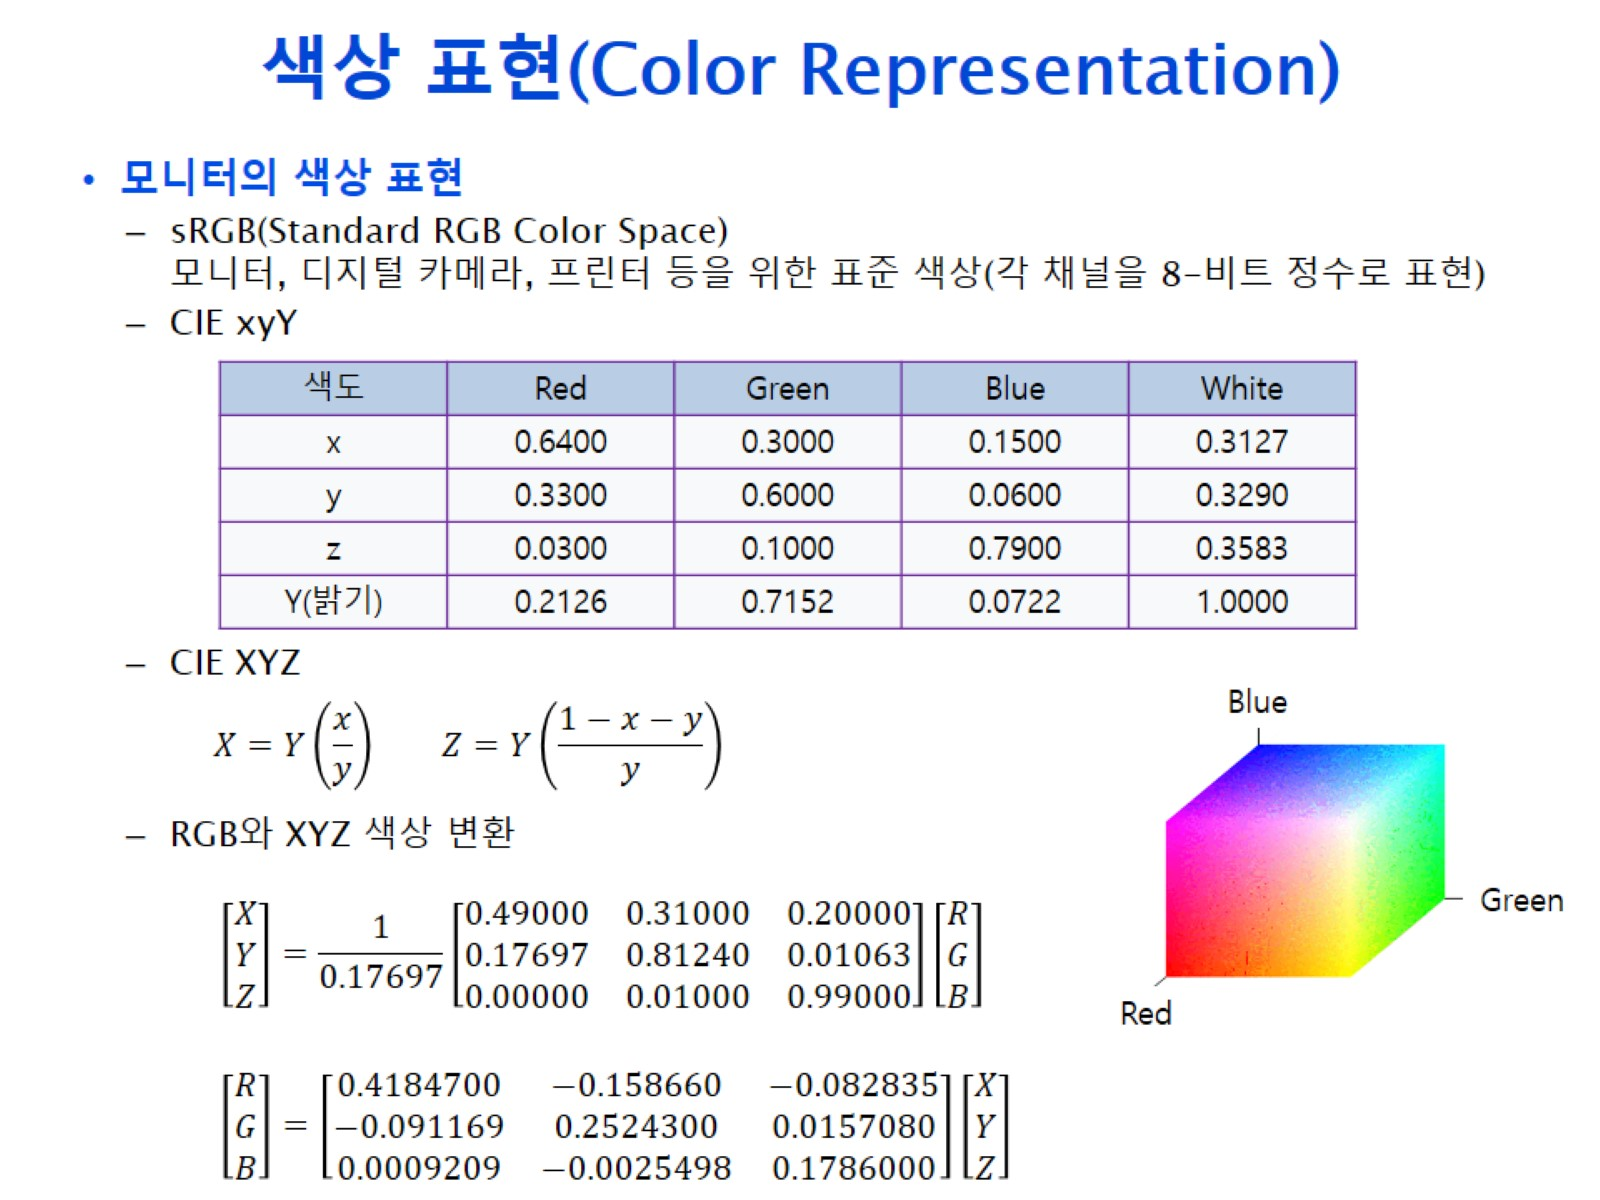 색상 표현(Color Representation)
• 모니터의 색상 표현
– sRGB(Standard RGB Color Space)
모니터, 디지털 카메라, 프린터 등을 위한 표준 색상(각 채널을 8-비트 정수로 표현)
– CIE xyY
색도 Red Green Blue White
x 0.6400 0.3000 0.1500 0.3127
y 0.3300 0.6000 0.0600 0.3290
z 0.0300 0.1000 0.7900 0.3583
Y(밝기) 0.2126 0.7152 0.0722 1.0000
– CIE XYZ
X = Y(x/y) Z = Y((1 − x − y)/y)
– RGB와 XYZ 색상 변환
[X Y Z] = 1/0.17697 [0.49000 0.31000 0.20000
0.17697 0.81240 0.01063
0.00000 0.01000 0.99000] [R G B]
[R G B] = [0.4184700 −0.158660 −0.082835
−0.091169 0.2524300 0.0157080
0.0009209 −0.0025498 0.1786000] [X Y Z]
Blue
Green
Red